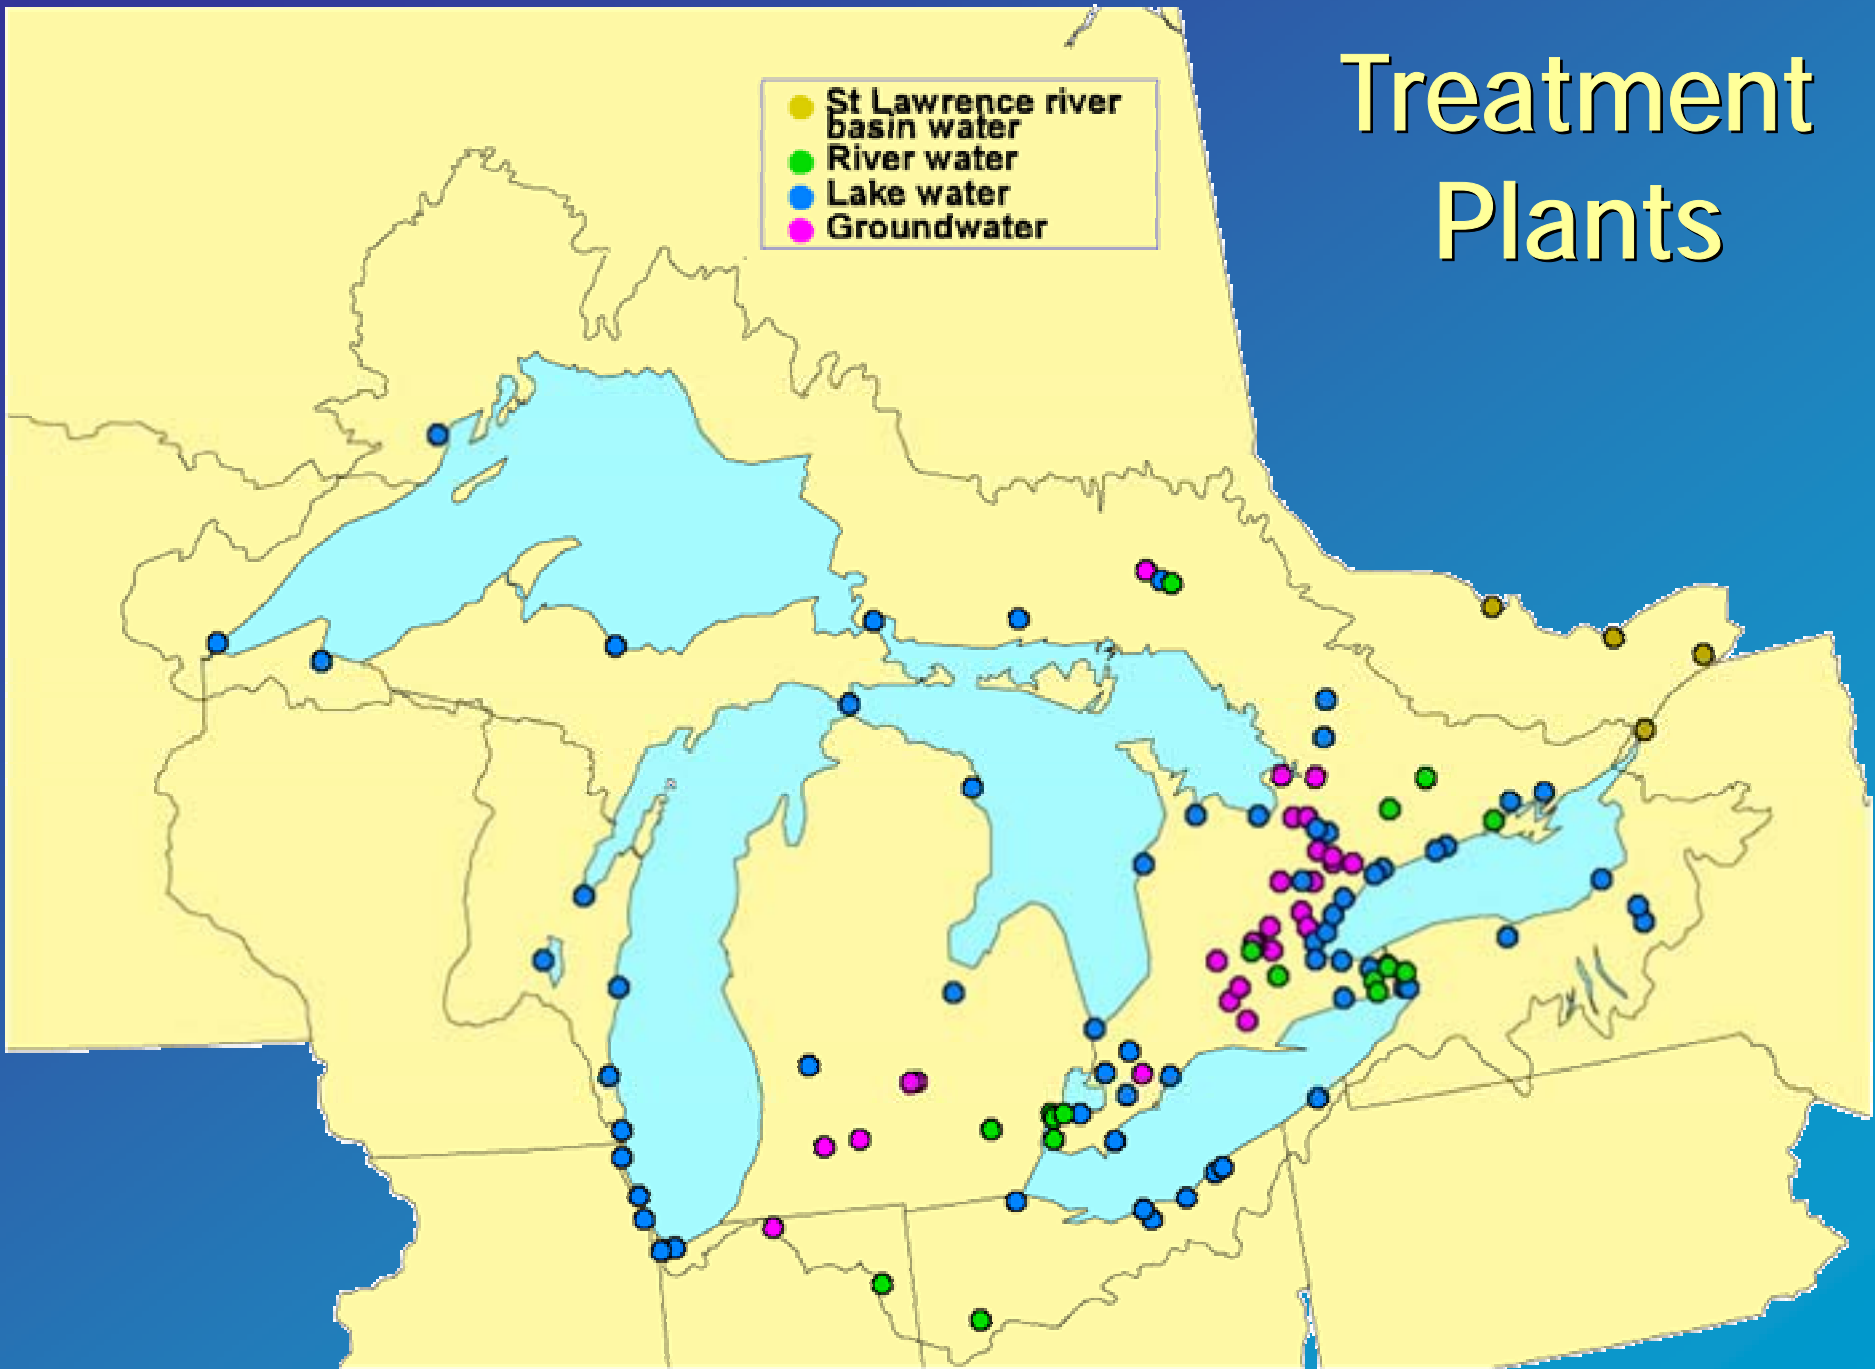 Treatment
Plants
St Lawrence river
basin water
River water
Lake water
Groundwater